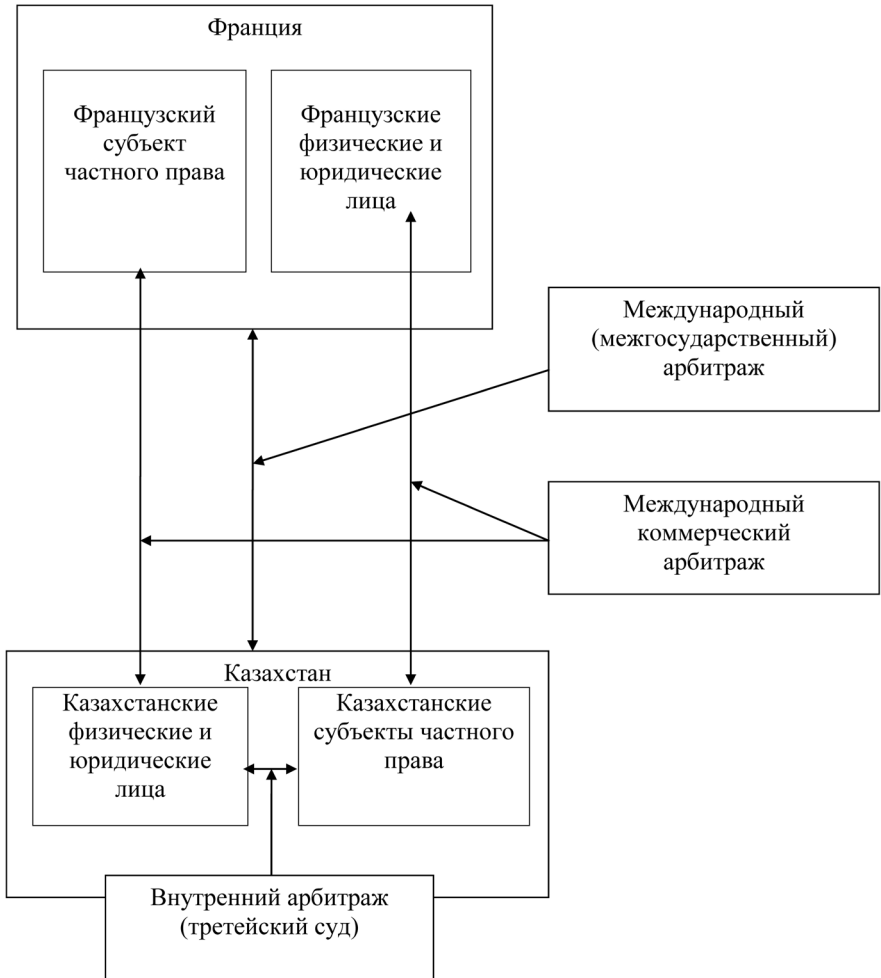 Франция
Французский
субъект
частного права
Французские
физические и
юридические
лица
Международный
(межгосударственный)
арбитраж
Международный
коммерческий
арбитраж
Казахстан
Казахстанские
физические и
юридические
лица
Казахстанские
субъекты частного
права
Внутренний арбитраж
(третейский суд)